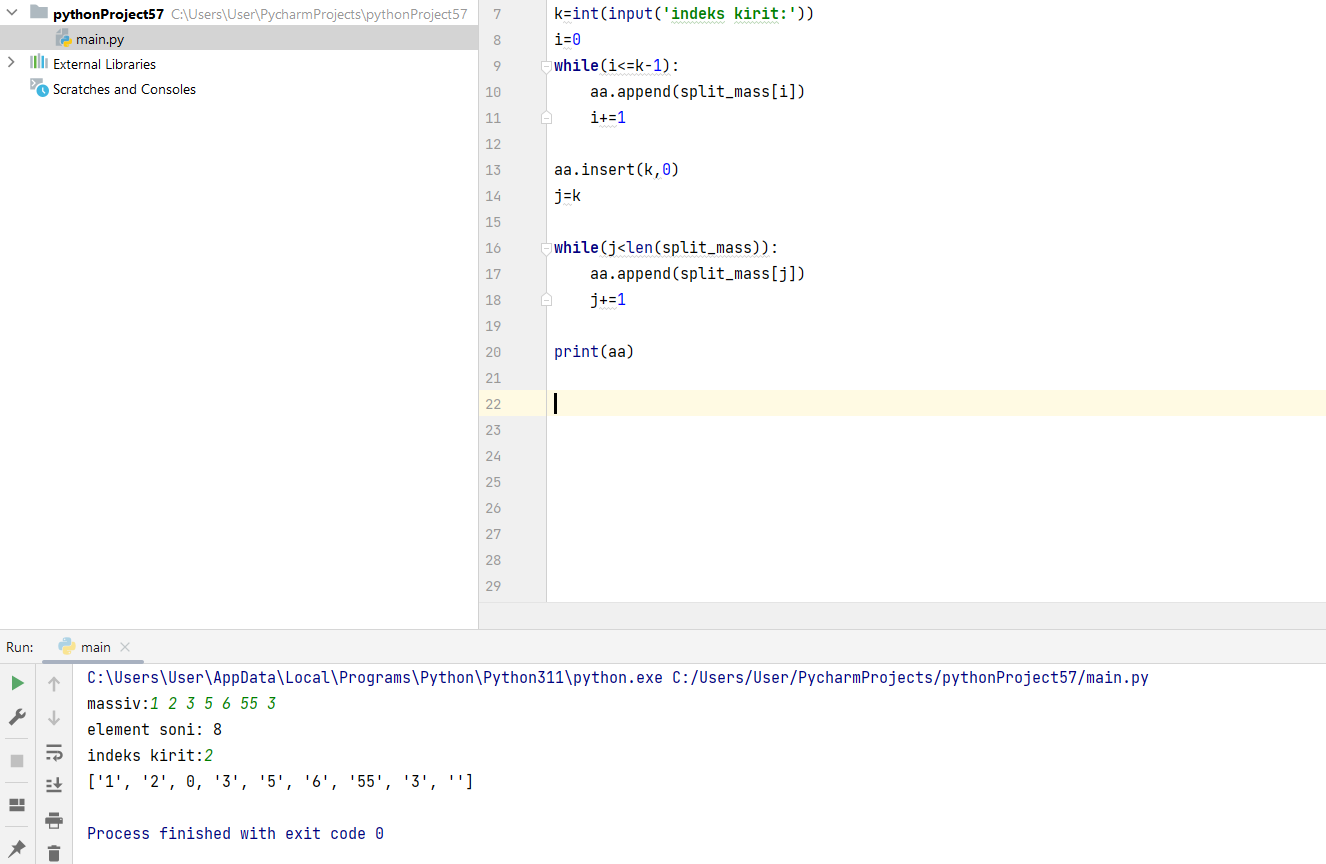 pythonProject57 C:\Users\User\PycharmProjects\pythonProject57
main.py
External Libraries
Scratches and Consoles
7 k=int(input('indeks kirit:'))
8 i=0
9 while(i<=k-1):
10 aa.append(split_mass[i])
11 i+=1
12
13 aa.insert(k,0)
14 j=k
15
16 while(j<len(split_mass)):
17 aa.append(split_mass[j])
18 j+=1
19
20 print(aa)
21
22
23
24
25
26
27
28
29
Run: main
C:\Users\User\AppData\Local\Programs\Python\Python311\python.exe C:/Users/User/PycharmProjects/pythonProject57/main.py
massiv:1 2 3 5 6 55 3
element soni: 8
indeks kirit:2
['1', '2', 0, '3', '5', '6', '55', '3', '']
Process finished with exit code 0